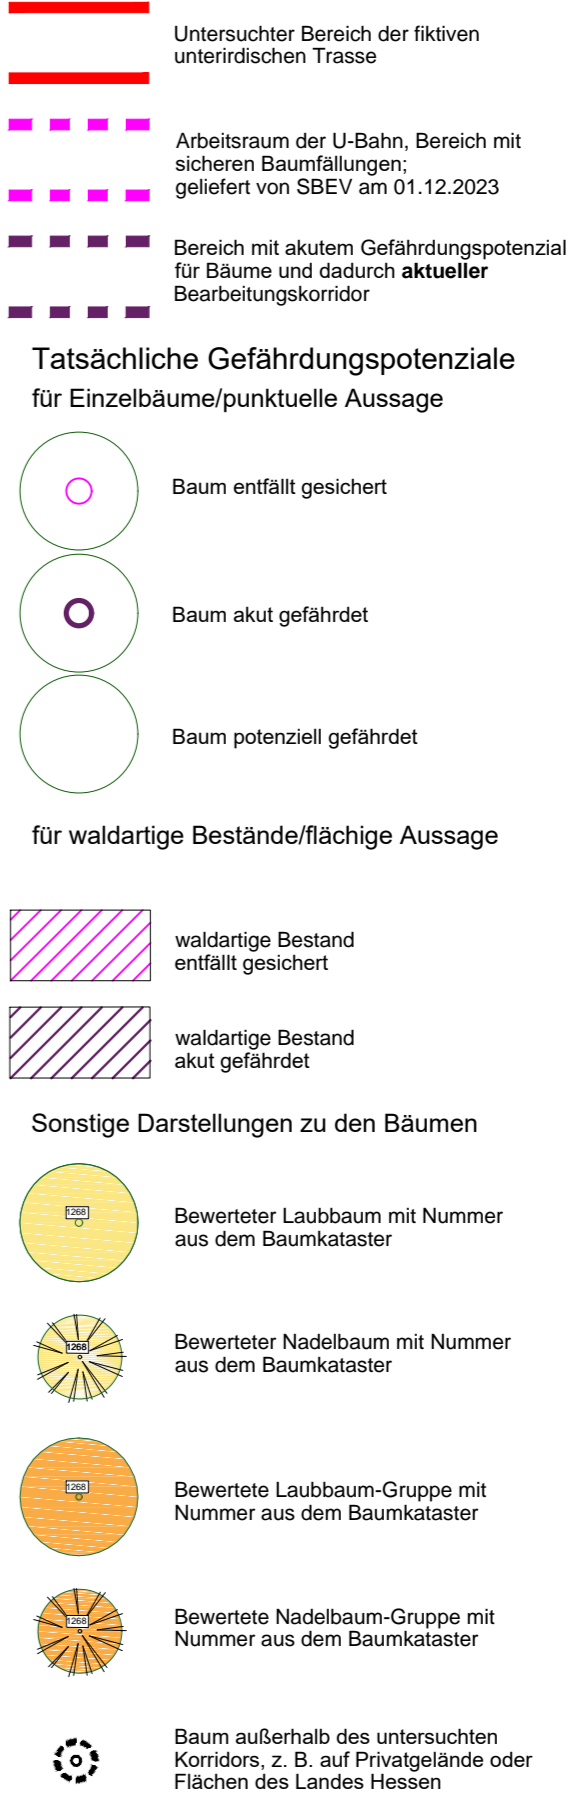 Untersuchter Bereich der fiktiven
unterirdischen Trasse
Arbeitsraum der U-Bahn, Bereich mit
sicheren Baumfällungen;
geliefert von SBEV am 01.12.2023
Bereich mit akutem Gefährdungspotenzial
für Bäume und dadurch aktueller
Bearbeitungskorridor
Tatsächliche Gefährdungspotenziale
für Einzelbäume/punktuelle Aussage
Baum entfällt gesichert
Baum akut gefährdet
Baum potenziell gefährdet
für waldartige Bestände/flächige Aussage
waldartige Bestand
entfällt gesichert
waldartige Bestand
akut gefährdet
Sonstige Darstellungen zu den Bäumen
1268
Bewerteter Laubbaum mit Nummer
aus dem Baumkataster
1268
Bewerteter Nadelbaum mit Nummer
aus dem Baumkataster
1268
Bewertete Laubbaum-Gruppe mit
Nummer aus dem Baumkataster
1268
Bewertete Nadelbaum-Gruppe mit
Nummer aus dem Baumkataster
Baum außerhalb des untersuchten
Korridors, z. B. auf Privatgelände oder
Flächen des Landes Hessen